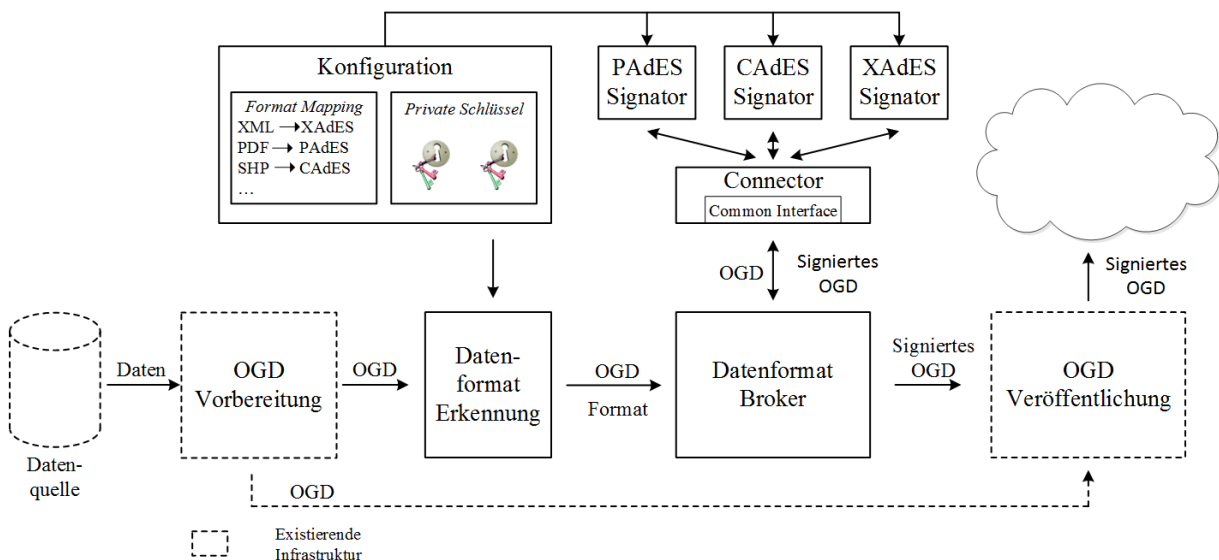 Konfiguration
Format Mapping
XML → XAdES
PDF → PAdES
SHP → CAdES
…
Private Schlüssel
PAdES
Signator
CAdES
Signator
XAdES
Signator
Connector
Common Interface
OGD
Signiertes
OGD
Signiertes
OGD
Daten-
quelle
Daten
OGD
Vorbereitung
OGD
Daten-
format
Erkennung
OGD
Format
Datenformat
Broker
Signiertes
OGD
OGD
Veröffentlichung
OGD
Existierende
Infrastruktur